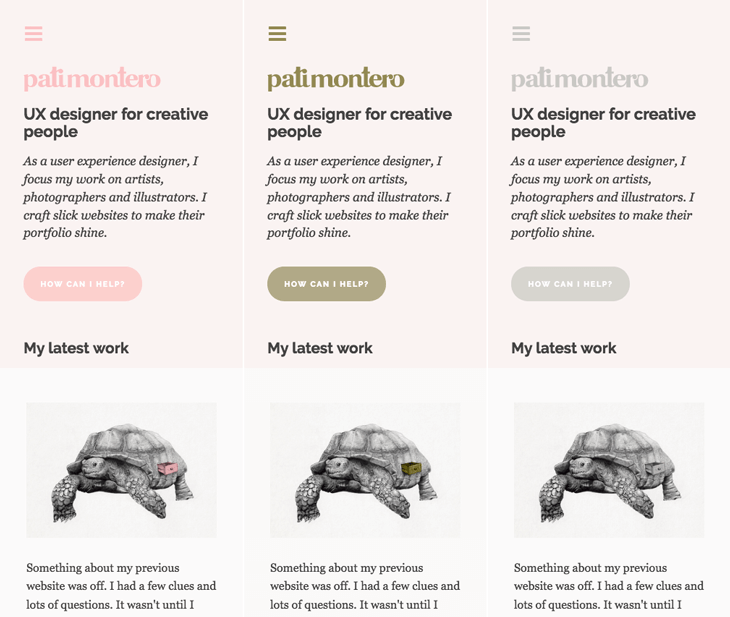 patimontero
UX designer for creative
people
As a user experience designer, I
focus my work on artists,
photographers and illustrators. I
craft slick websites to make their
portfolio shine.
HOW CAN I HELP?
My latest work
Something about my previous
website was off. I had a few clues and
lots of questions. It wasn't until I
patimontero
UX designer for creative
people
As a user experience designer, I
focus my work on artists,
photographers and illustrators. I
craft slick websites to make their
portfolio shine.
HOW CAN I HELP?
My latest work
Something about my previous
website was off. I had a few clues and
lots of questions. It wasn't until I
patimontero
UX designer for creative
people
As a user experience designer, I
focus my work on artists,
photographers and illustrators. I
craft slick websites to make their
portfolio shine.
HOW CAN I HELP?
My latest work
Something about my previous
website was off. I had a few clues and
lots of questions. It wasn't until I